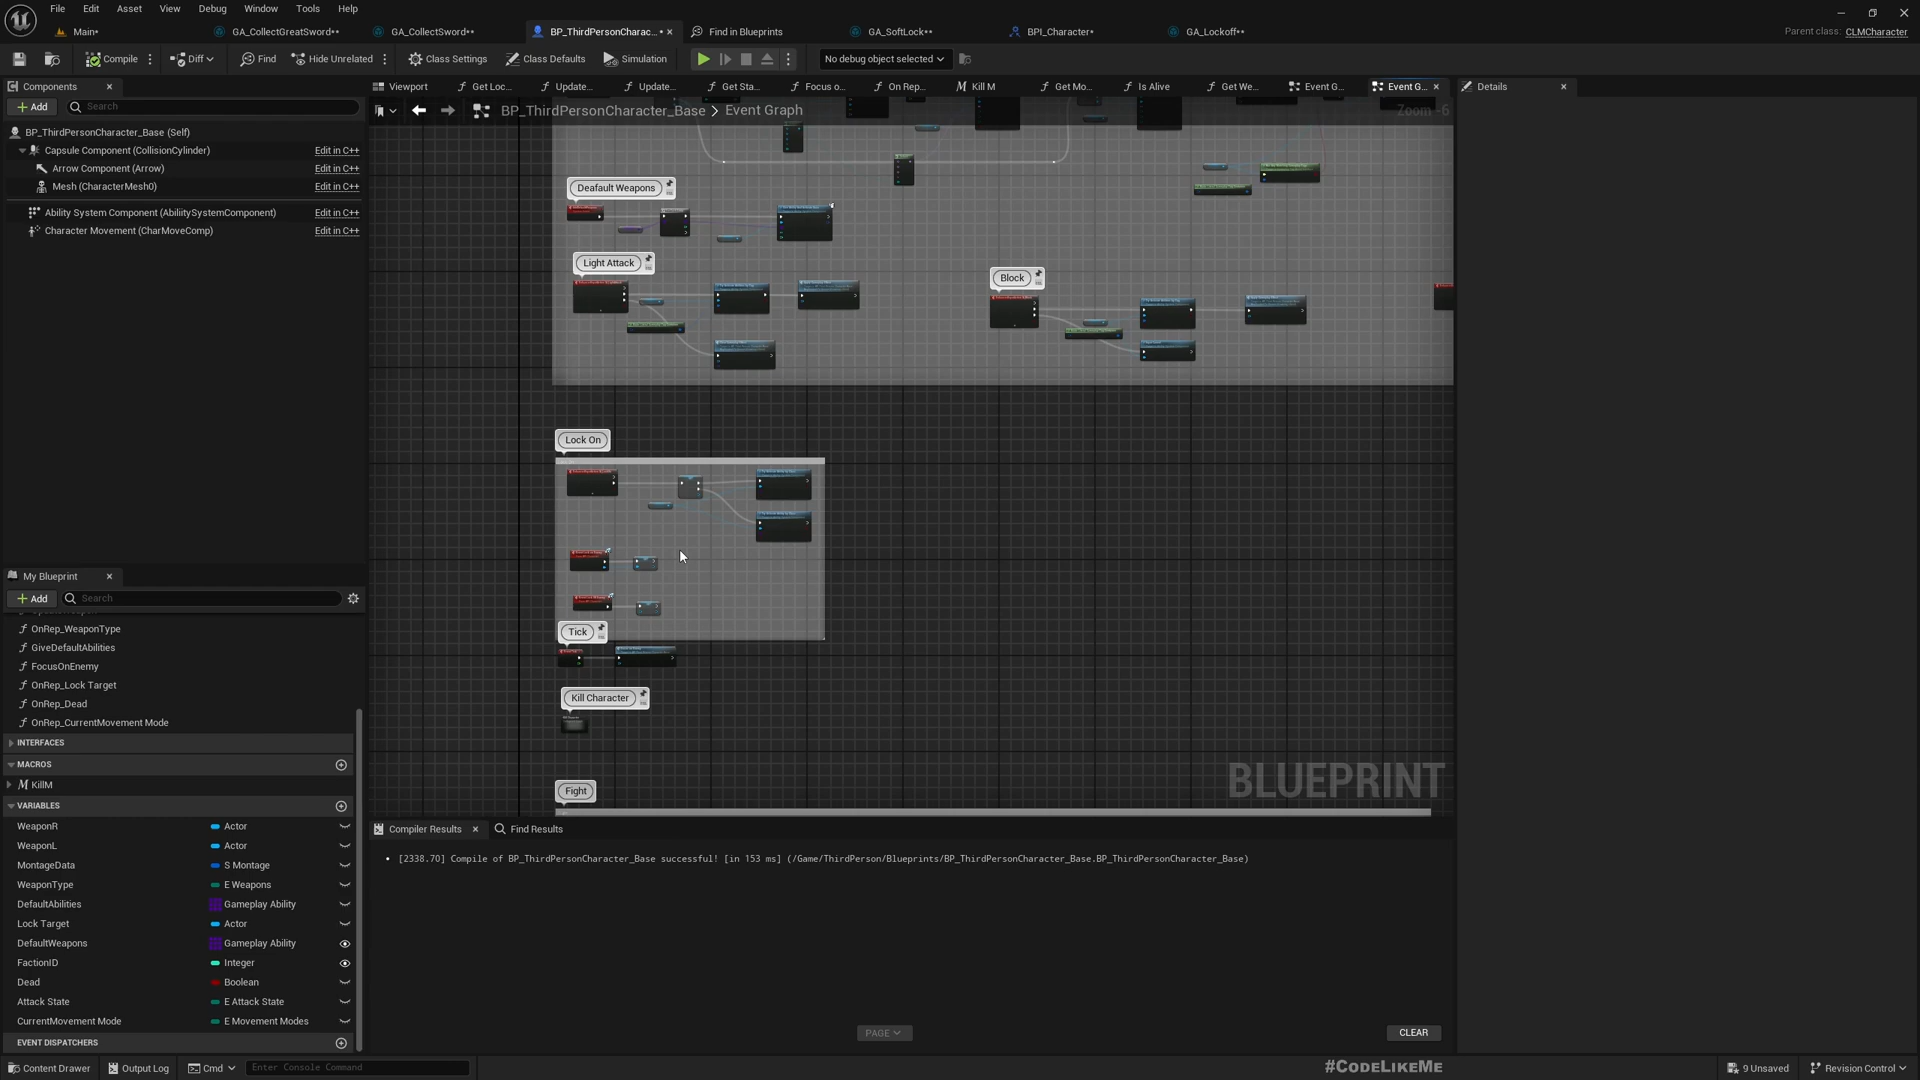 File Edit Asset View Debug Window Tools Help
Main*
GA_CollectGreatSword**
GA_CollectSword**
BP_ThirdPersonCharac...*
Find in Blueprints
GA_SoftLock**
BPI_Character*
GA_Lockoff**
Parent class: CLMCharacter
Compile
Diff
Find
Hide Unrelated
Class Settings
Class Defaults
Simulation
No debug object selected
Components
Add
Search
BP_ThirdPersonCharacter_Base (Self)
Capsule Component (CollisionCylinder) Edit in C++
Arrow Component (Arrow) Edit in C++
Mesh (CharacterMesh0) Edit in C++
Ability System Component (AbiliitySystemComponent) Edit in C++
Character Movement (CharMoveComp) Edit in C++
Viewport
Get Loc...
Update...
Update...
Get Sta...
Focus o...
On Rep...
Kill M
Get Mo...
Is Alive
Get We...
Event G...
Event G...
Details
BP_ThirdPersonCharacter_Base > Event Graph
Zoom -6
Deafault Weapons
Light Attack
Block
Lock On
Tick
Kill Character
Fight
BLUEPRINT
My Blueprint
Add
Search
OnRep_WeaponType
GiveDefaultAbilities
FocusOnEnemy
OnRep_Lock Target
OnRep_Dead
OnRep_CurrentMovement Mode
INTERFACES
MACROS
KillM
VARIABLES
WeaponR Actor
WeaponL Actor
MontageData S Montage
WeaponType E Weapons
DefaultAbilities Gameplay Ability
Lock Target Actor
DefaultWeapons Gameplay Ability
FactionID Integer
Dead Boolean
Attack State E Attack State
CurrentMovement Mode E Movement Modes
EVENT DISPATCHERS
Compiler Results
Find Results
[2338.70] Compile of BP_ThirdPersonCharacter_Base successful! [in 153 ms] (/Game/ThirdPerson/Blueprints/BP_ThirdPersonCharacter_Base.BP_ThirdPersonCharacter_Base)
PAGE
CLEAR
Content Drawer
Output Log
Cmd
Enter Console Command
#CodeLikeMe
9 Unsaved
Revision Control